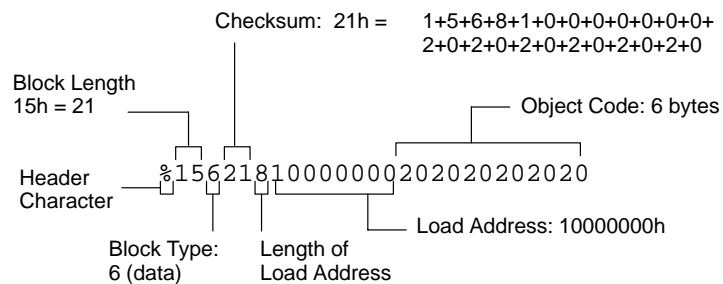 Checksum: 21h = 1+5+6+8+1+0+0+0+0+0+0+0+
2+0+2+0+2+0+2+0+2+0+2+0
Block Length
15h = 21
Object Code: 6 bytes
%15621810000000202020202020
Header
Character
Load Address: 10000000h
Block Type:
6 (data)
Length of
Load Address